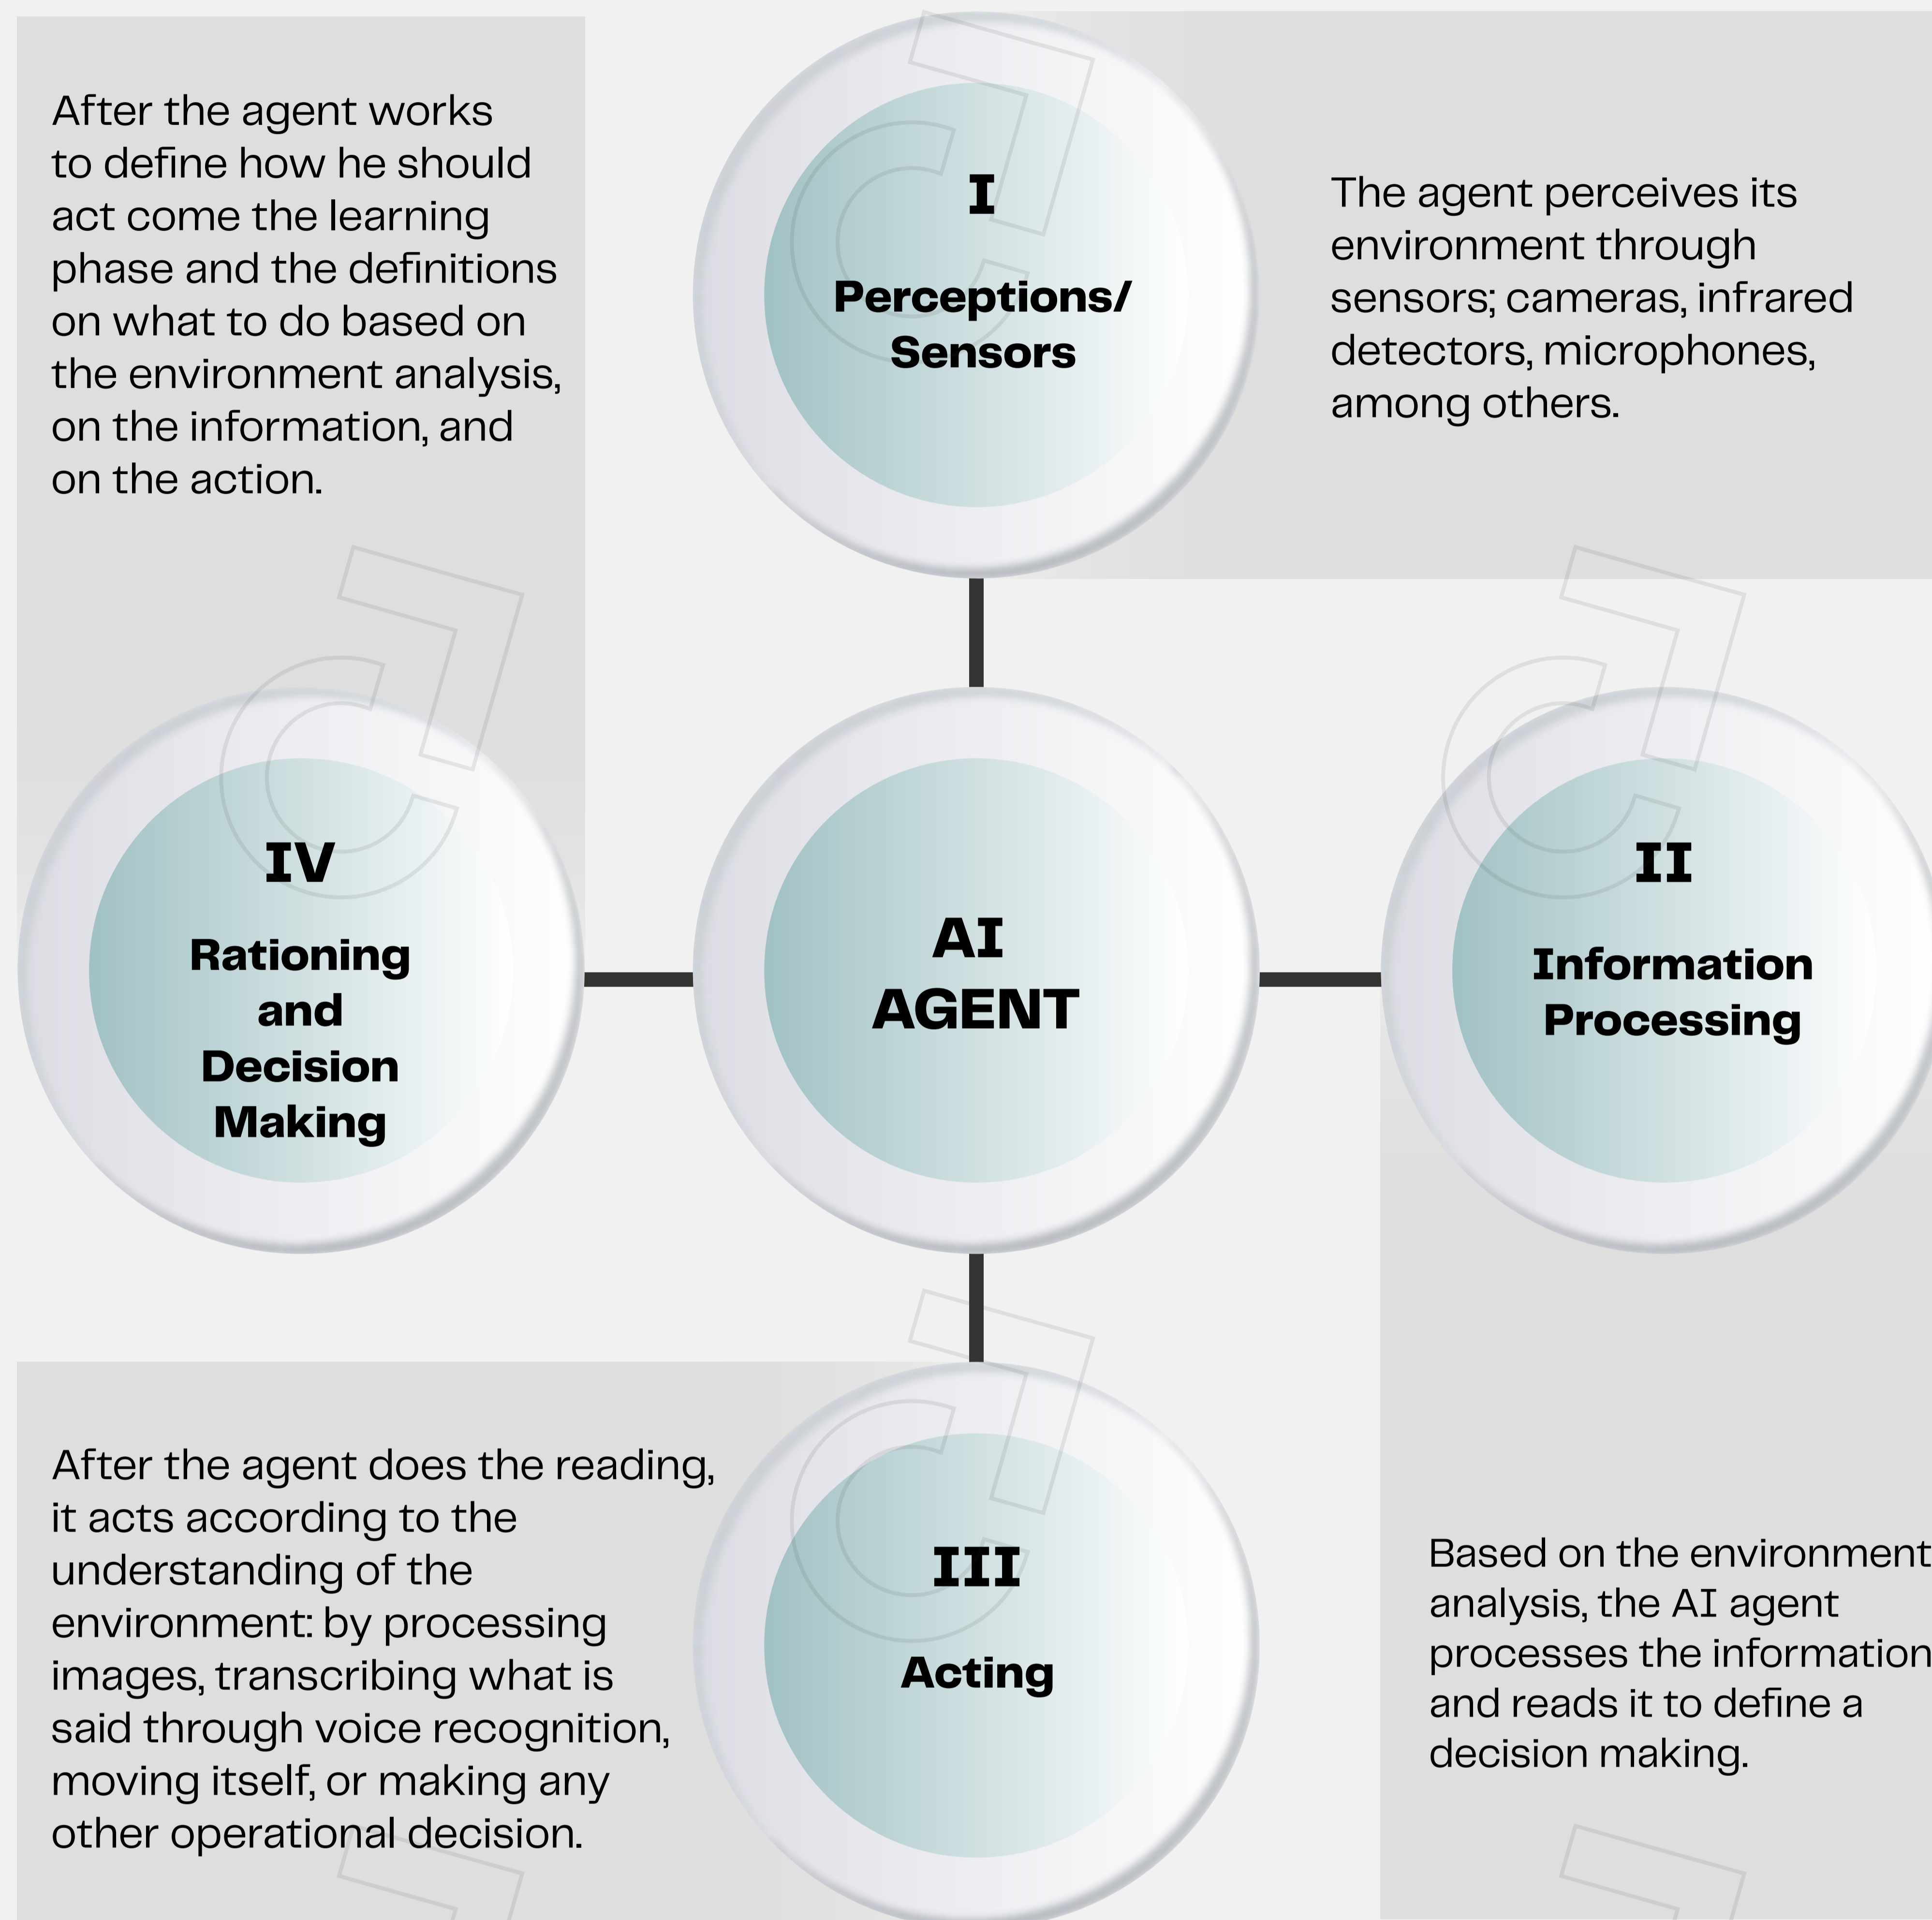 After the agent works
to define how he should
act come the learning
phase and the definitions
on what to do based on
the environment analysis,
on the information, and
on the action.
I
Perceptions/
Sensors
The agent perceives its
environment through
sensors; cameras, infrared
detectors, microphones,
among others.
IV
Rationing
and
Decision
Making
AI
AGENT
II
Information
Processing
After the agent does the reading,
it acts according to the
understanding of the
environment: by processing
images, transcribing what is
said through voice recognition,
moving itself, or making any
other operational decision.
III
Acting
Based on the environment
analysis, the AI agent
processes the information
and reads it to define a
decision making.